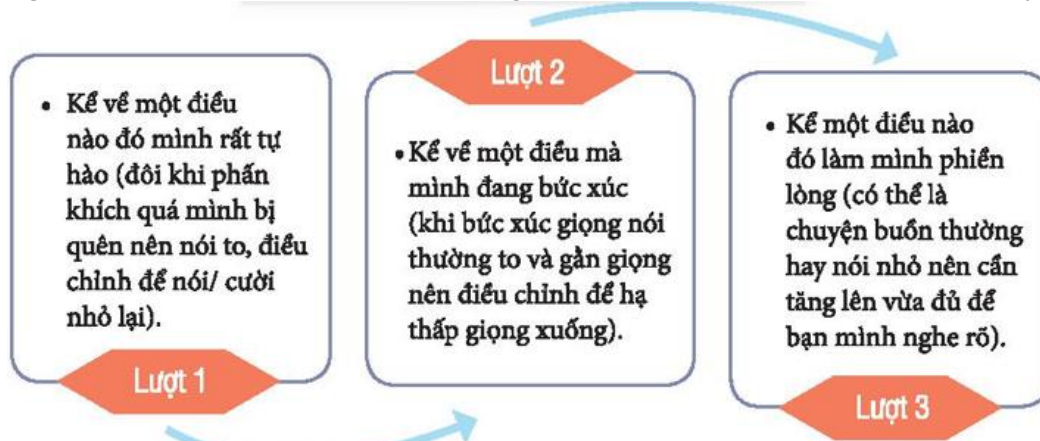 • Kể về một điều
nào đó mình rất tự
hào (đôi khi phấn
khích quá mình bị
quên nên nói to, điều
chỉnh để nói/ cười
nhỏ lại).
Lượt 1
Lượt 2
• Kể về một điều mà
mình đang bức xúc
(khi bức xúc giọng nói
thường to và gằn giọng
nên điều chỉnh để hạ
thấp giọng xuống).
• Kể một điều nào
đó làm mình phiền
lòng (có thể là
chuyện buồn thường
hay nói nhỏ nên cần
tăng lên vừa đủ để
bạn mình nghe rõ).
Lượt 3